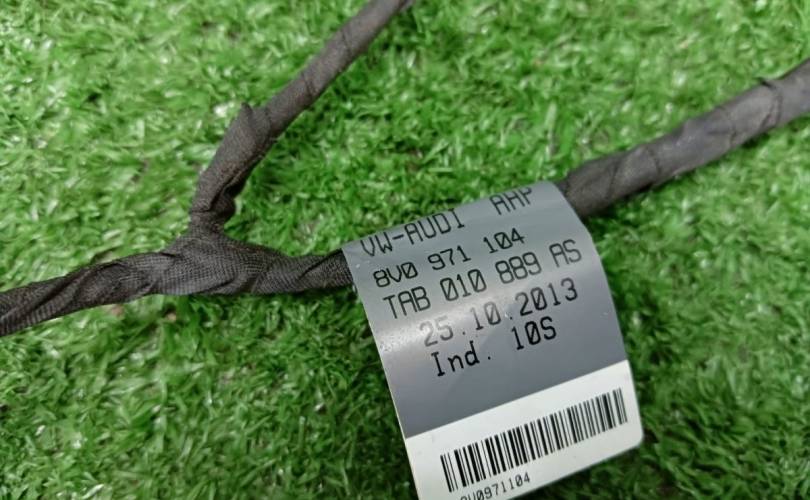 VW-AUDI AHP
8V0 971 104
TAB 010 889 AS
25.10.2013
Ind. 10S
8V0971104